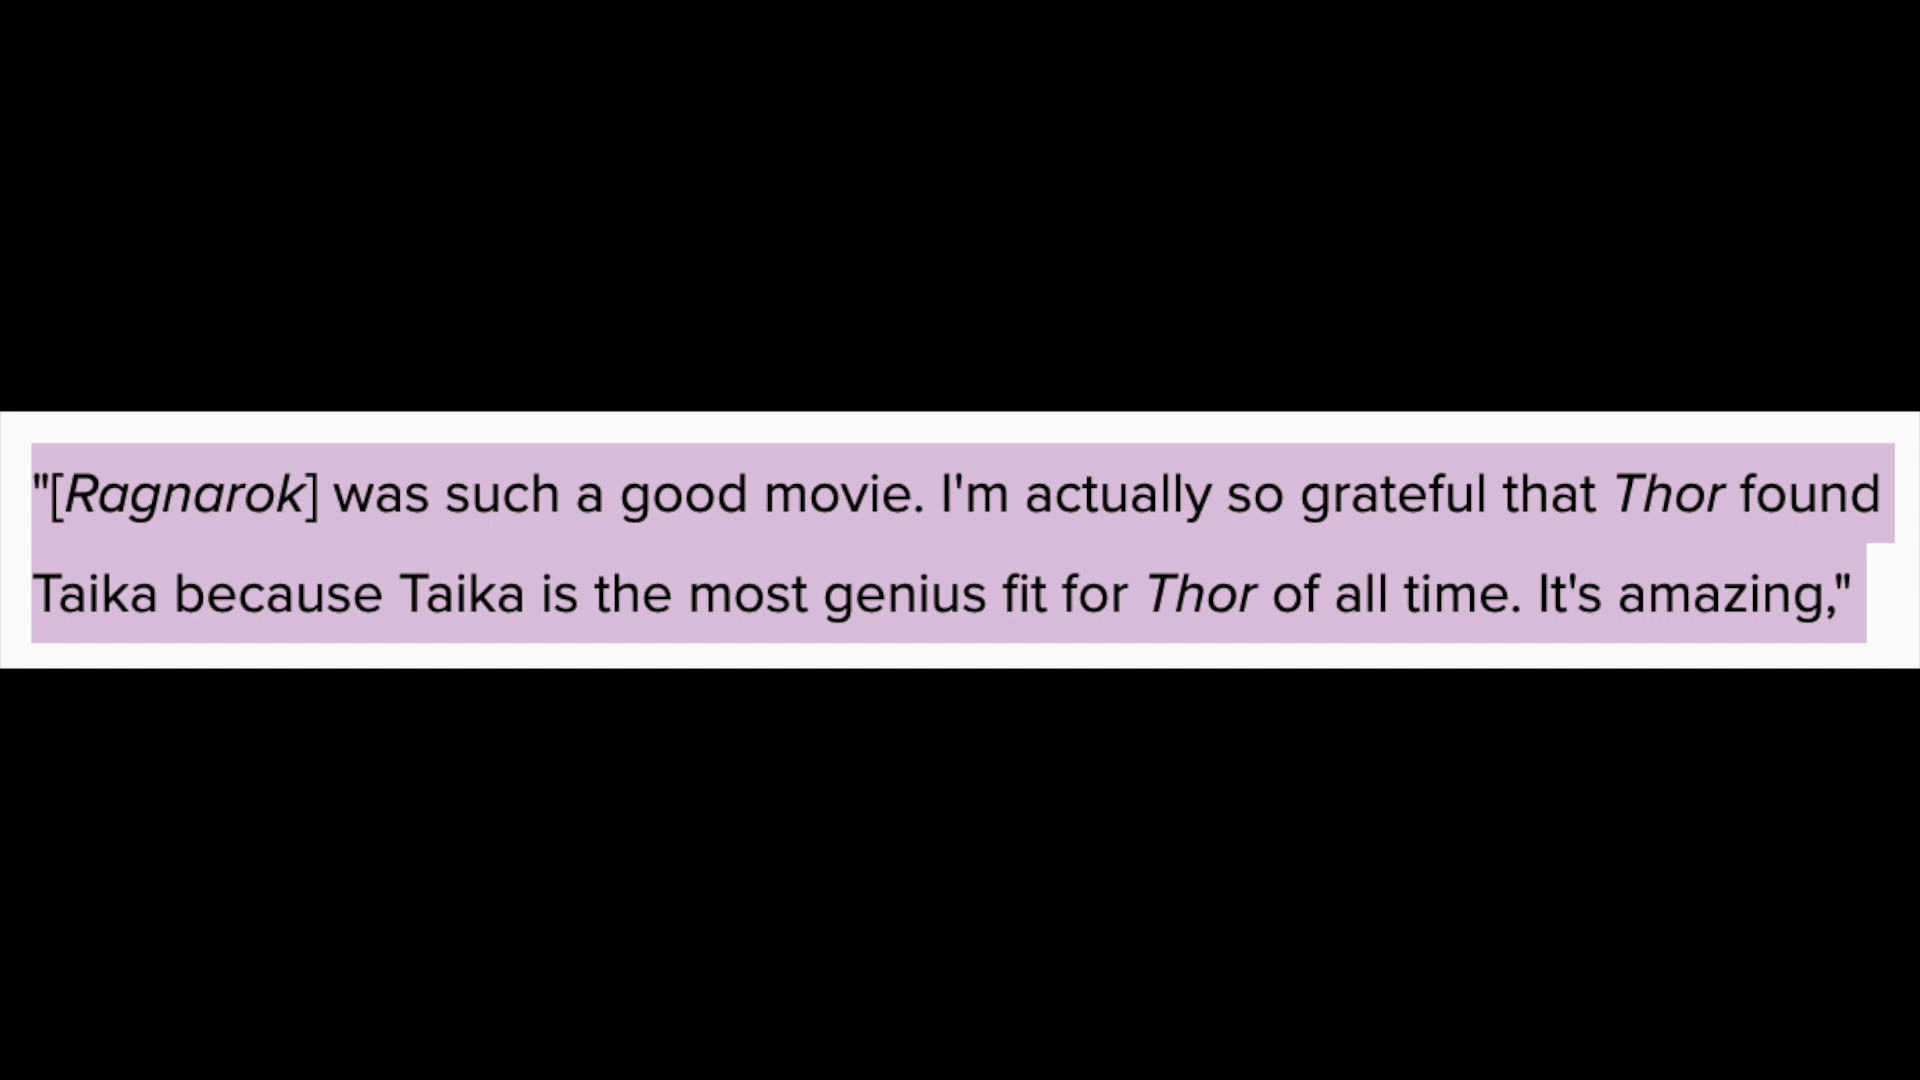 "[Ragnarok] was such a good movie. I'm actually so grateful that Thor found
Taika because Taika is the most genius fit for Thor of all time. It's amazing,"